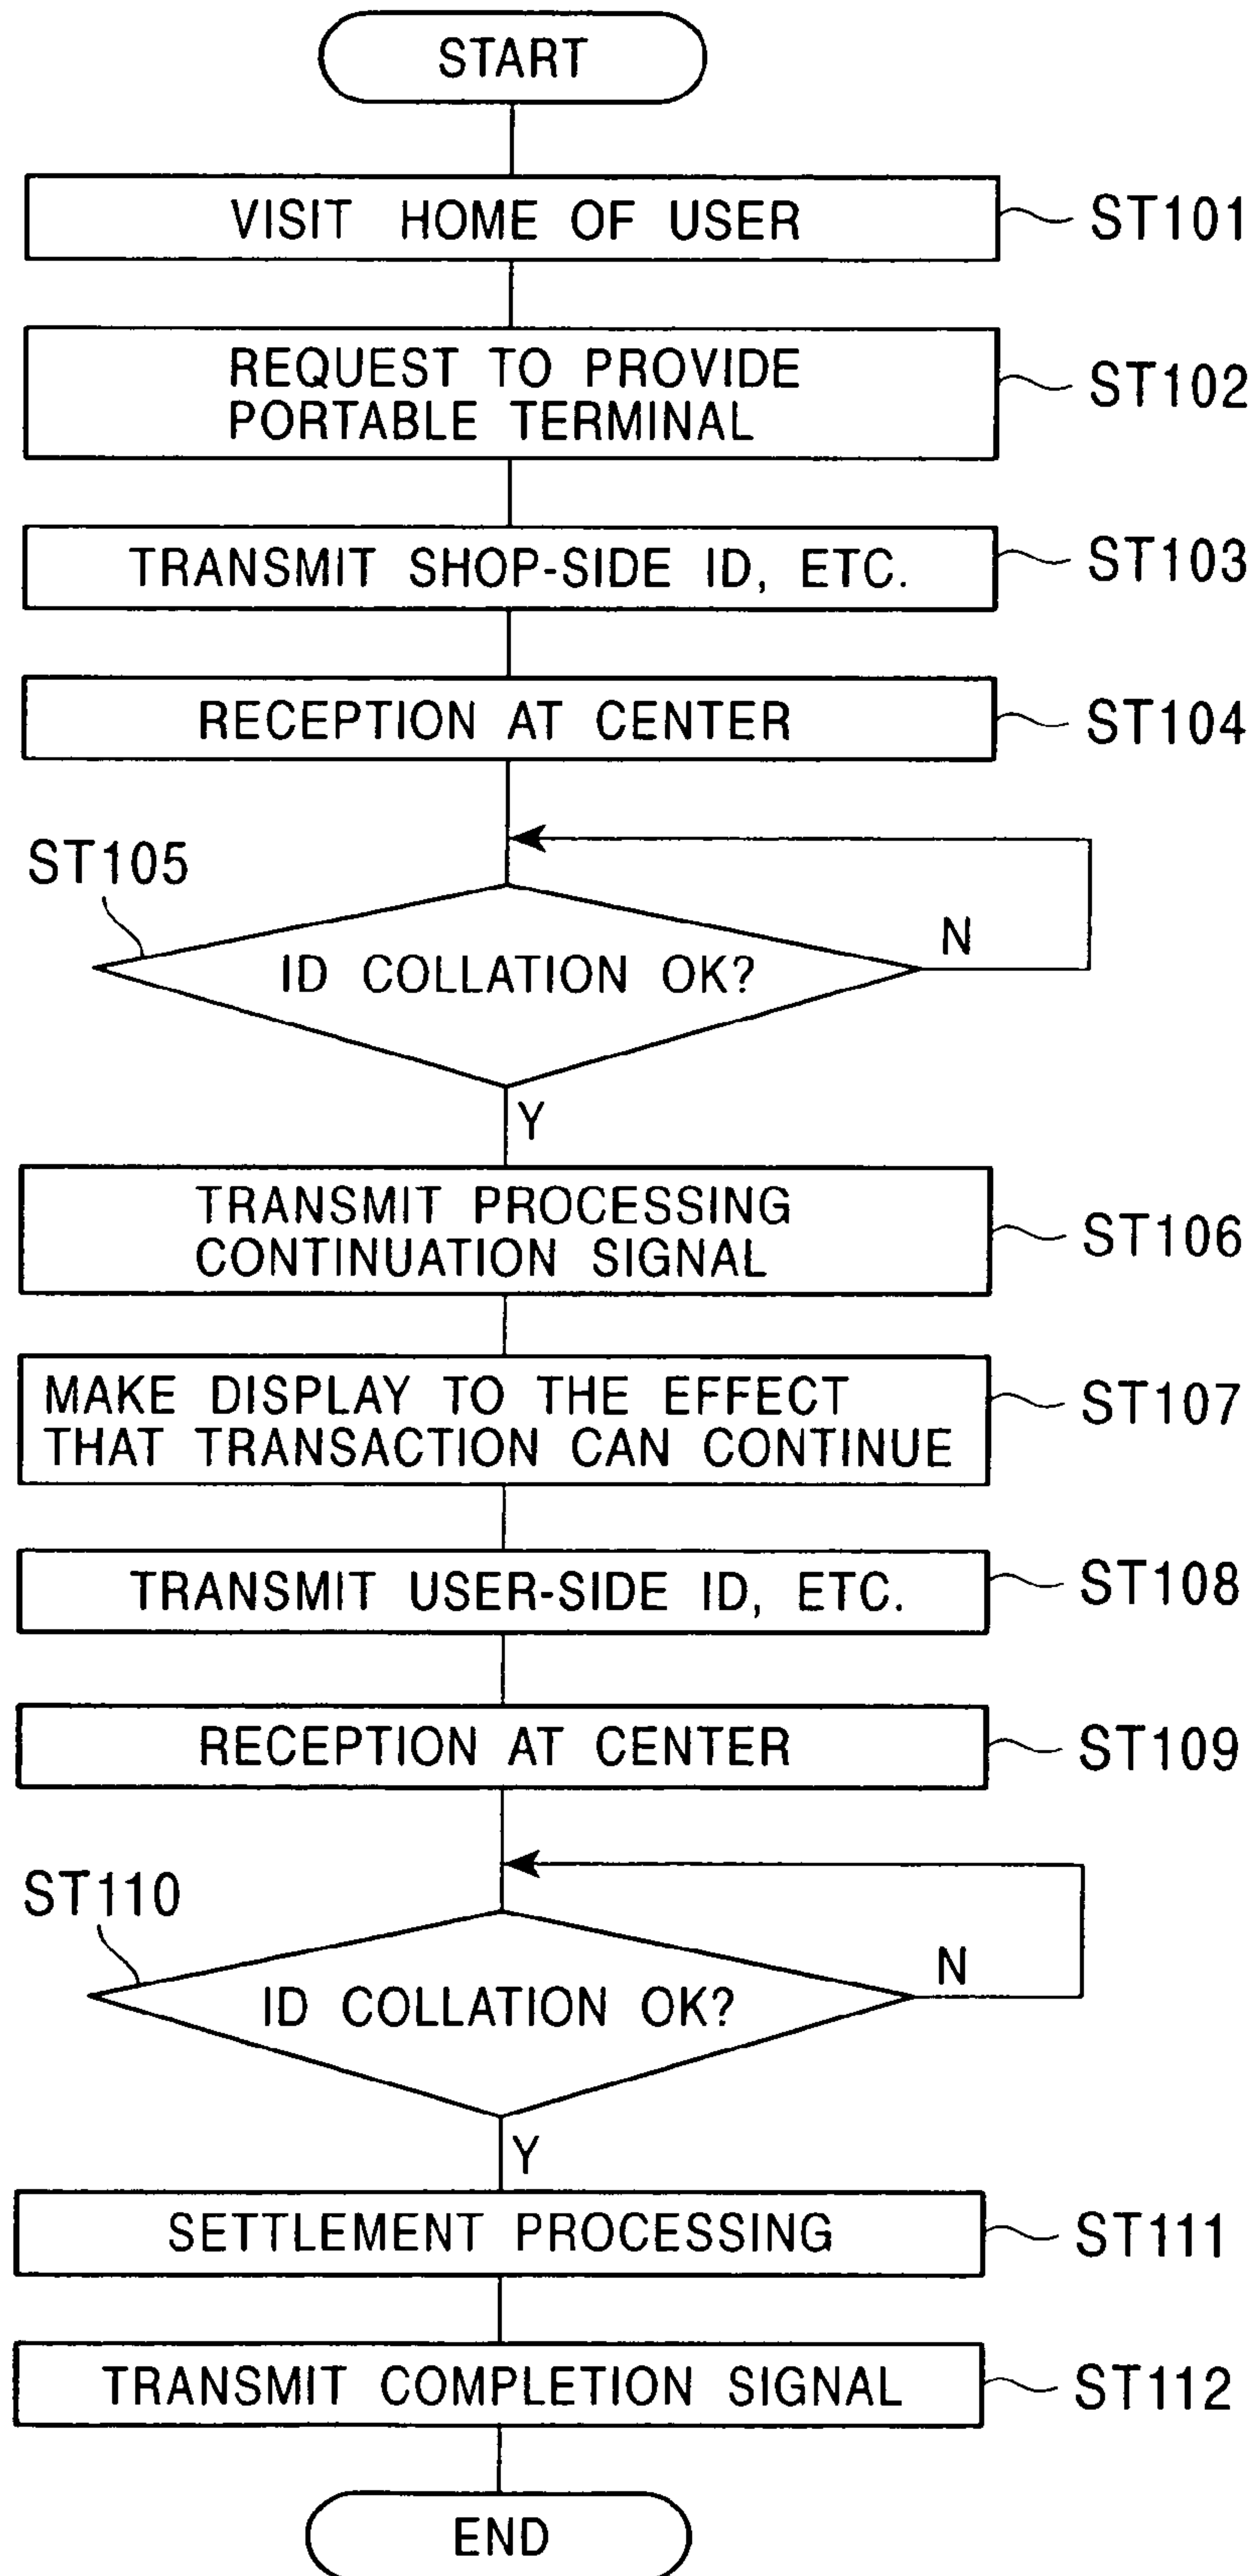 START
VISIT HOME OF USER
ST101
REQUEST TO PROVIDE
PORTABLE TERMINAL
ST102
TRANSMIT SHOP-SIDE ID, ETC.
ST103
RECEPTION AT CENTER
ST104
ST105
ID COLLATION OK?
N
Y
TRANSMIT PROCESSING
CONTINUATION SIGNAL
ST106
MAKE DISPLAY TO THE EFFECT
THAT TRANSACTION CAN CONTINUE
ST107
TRANSMIT USER-SIDE ID, ETC.
ST108
RECEPTION AT CENTER
ST109
ST110
ID COLLATION OK?
N
Y
SETTLEMENT PROCESSING
ST111
TRANSMIT COMPLETION SIGNAL
ST112
END